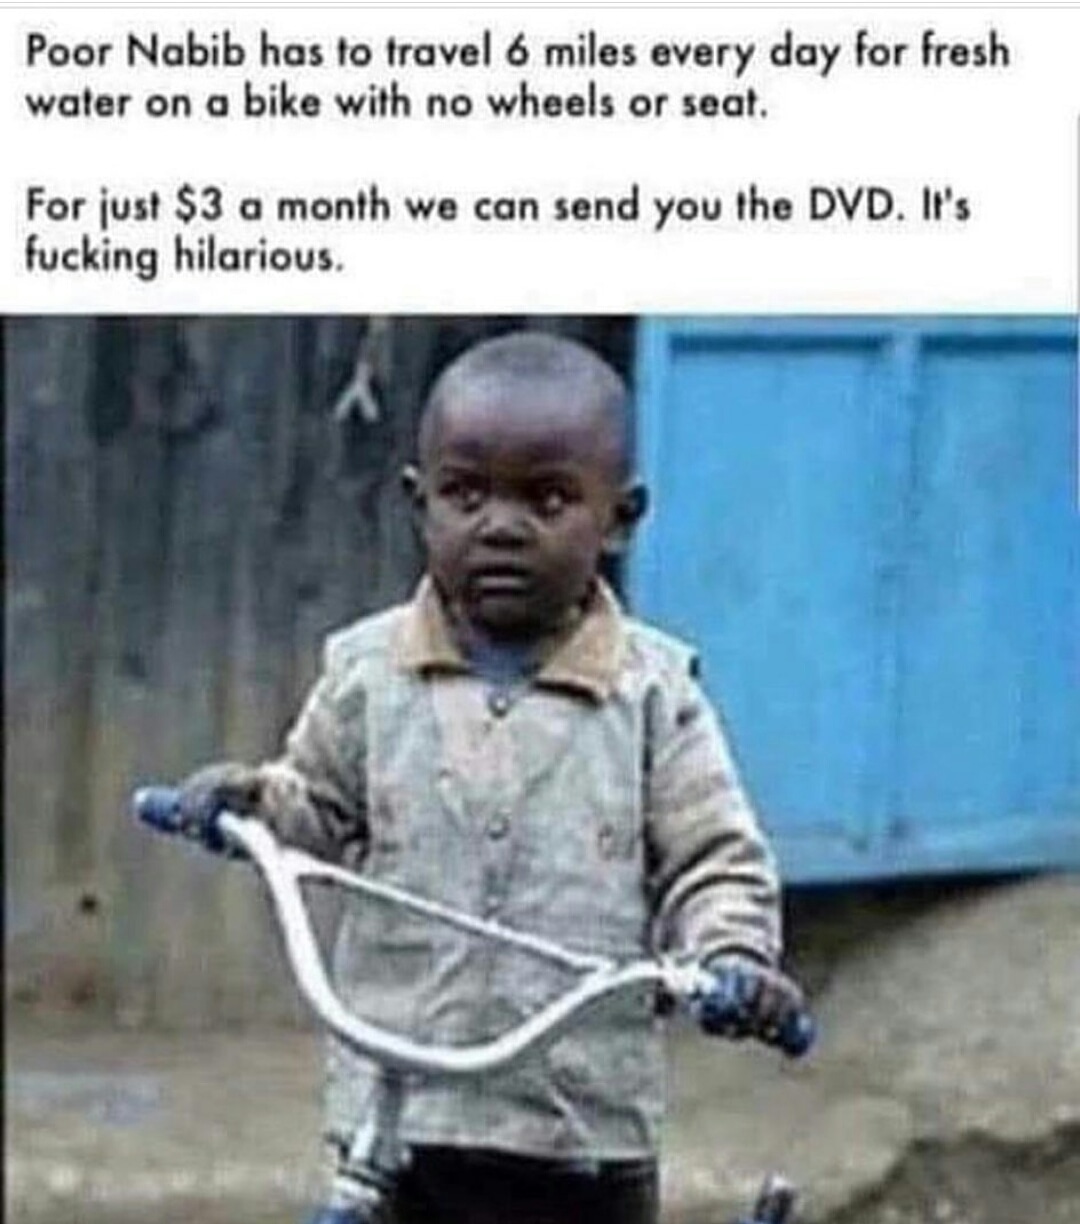 Poor Nabib has to travel 6 miles every day for fresh
water on a bike with no wheels or seat.
For just $3 a month we can send you the DVD. It's
fucking hilarious.